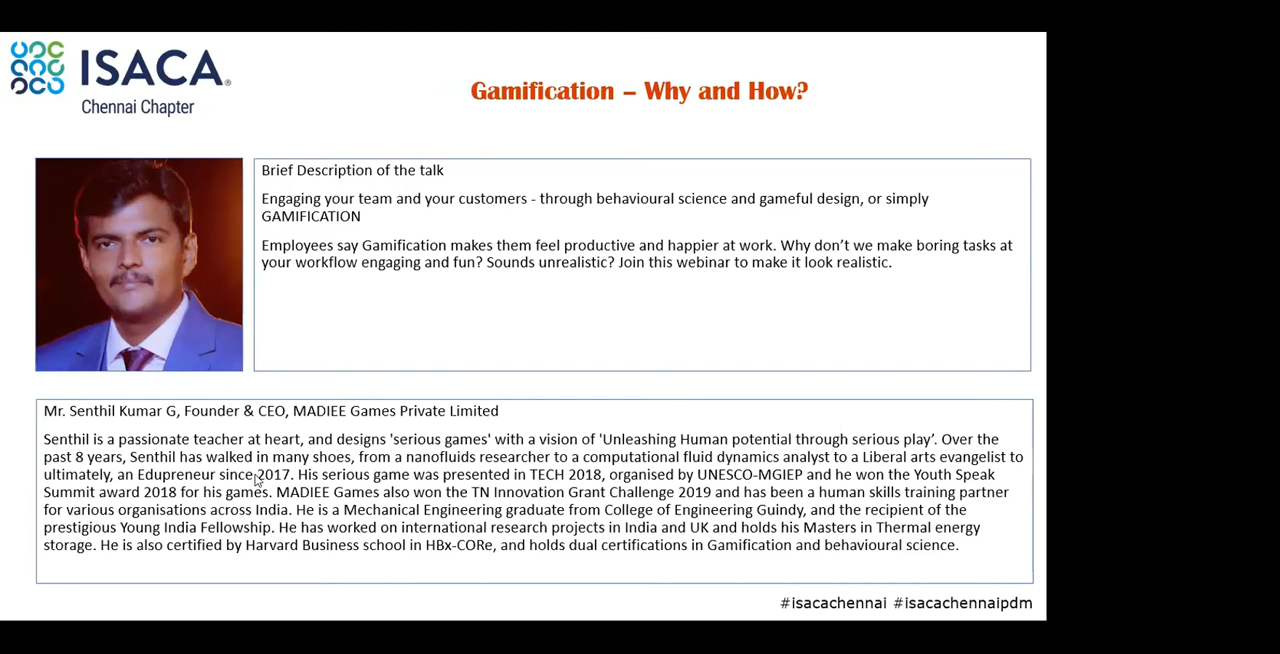 ISACA®
Chennai Chapter
Gamification – Why and How?
Brief Description of the talk
Engaging your team and your customers - through behavioural science and gameful design, or simply
GAMIFICATION
Employees say Gamification makes them feel productive and happier at work. Why don’t we make boring tasks at
your workflow engaging and fun? Sounds unrealistic? Join this webinar to make it look realistic.
Mr. Senthil Kumar G, Founder & CEO, MADIEE Games Private Limited
Senthil is a passionate teacher at heart, and designs 'serious games' with a vision of 'Unleashing Human potential through serious play’. Over the
past 8 years, Senthil has walked in many shoes, from a nanofluids researcher to a computational fluid dynamics analyst to a Liberal arts evangelist to
ultimately, an Edupreneur since 2017. His serious game was presented in TECH 2018, organised by UNESCO-MGIEP and he won the Youth Speak
Summit award 2018 for his games. MADIEE Games also won the TN Innovation Grant Challenge 2019 and has been a human skills training partner
for various organisations across India. He is a Mechanical Engineering graduate from College of Engineering Guindy, and the recipient of the
prestigious Young India Fellowship. He has worked on international research projects in India and UK and holds his Masters in Thermal energy
storage. He is also certified by Harvard Business school in HBx-CORe, and holds dual certifications in Gamification and behavioural science.
#isacachennai #isacachennaipdm